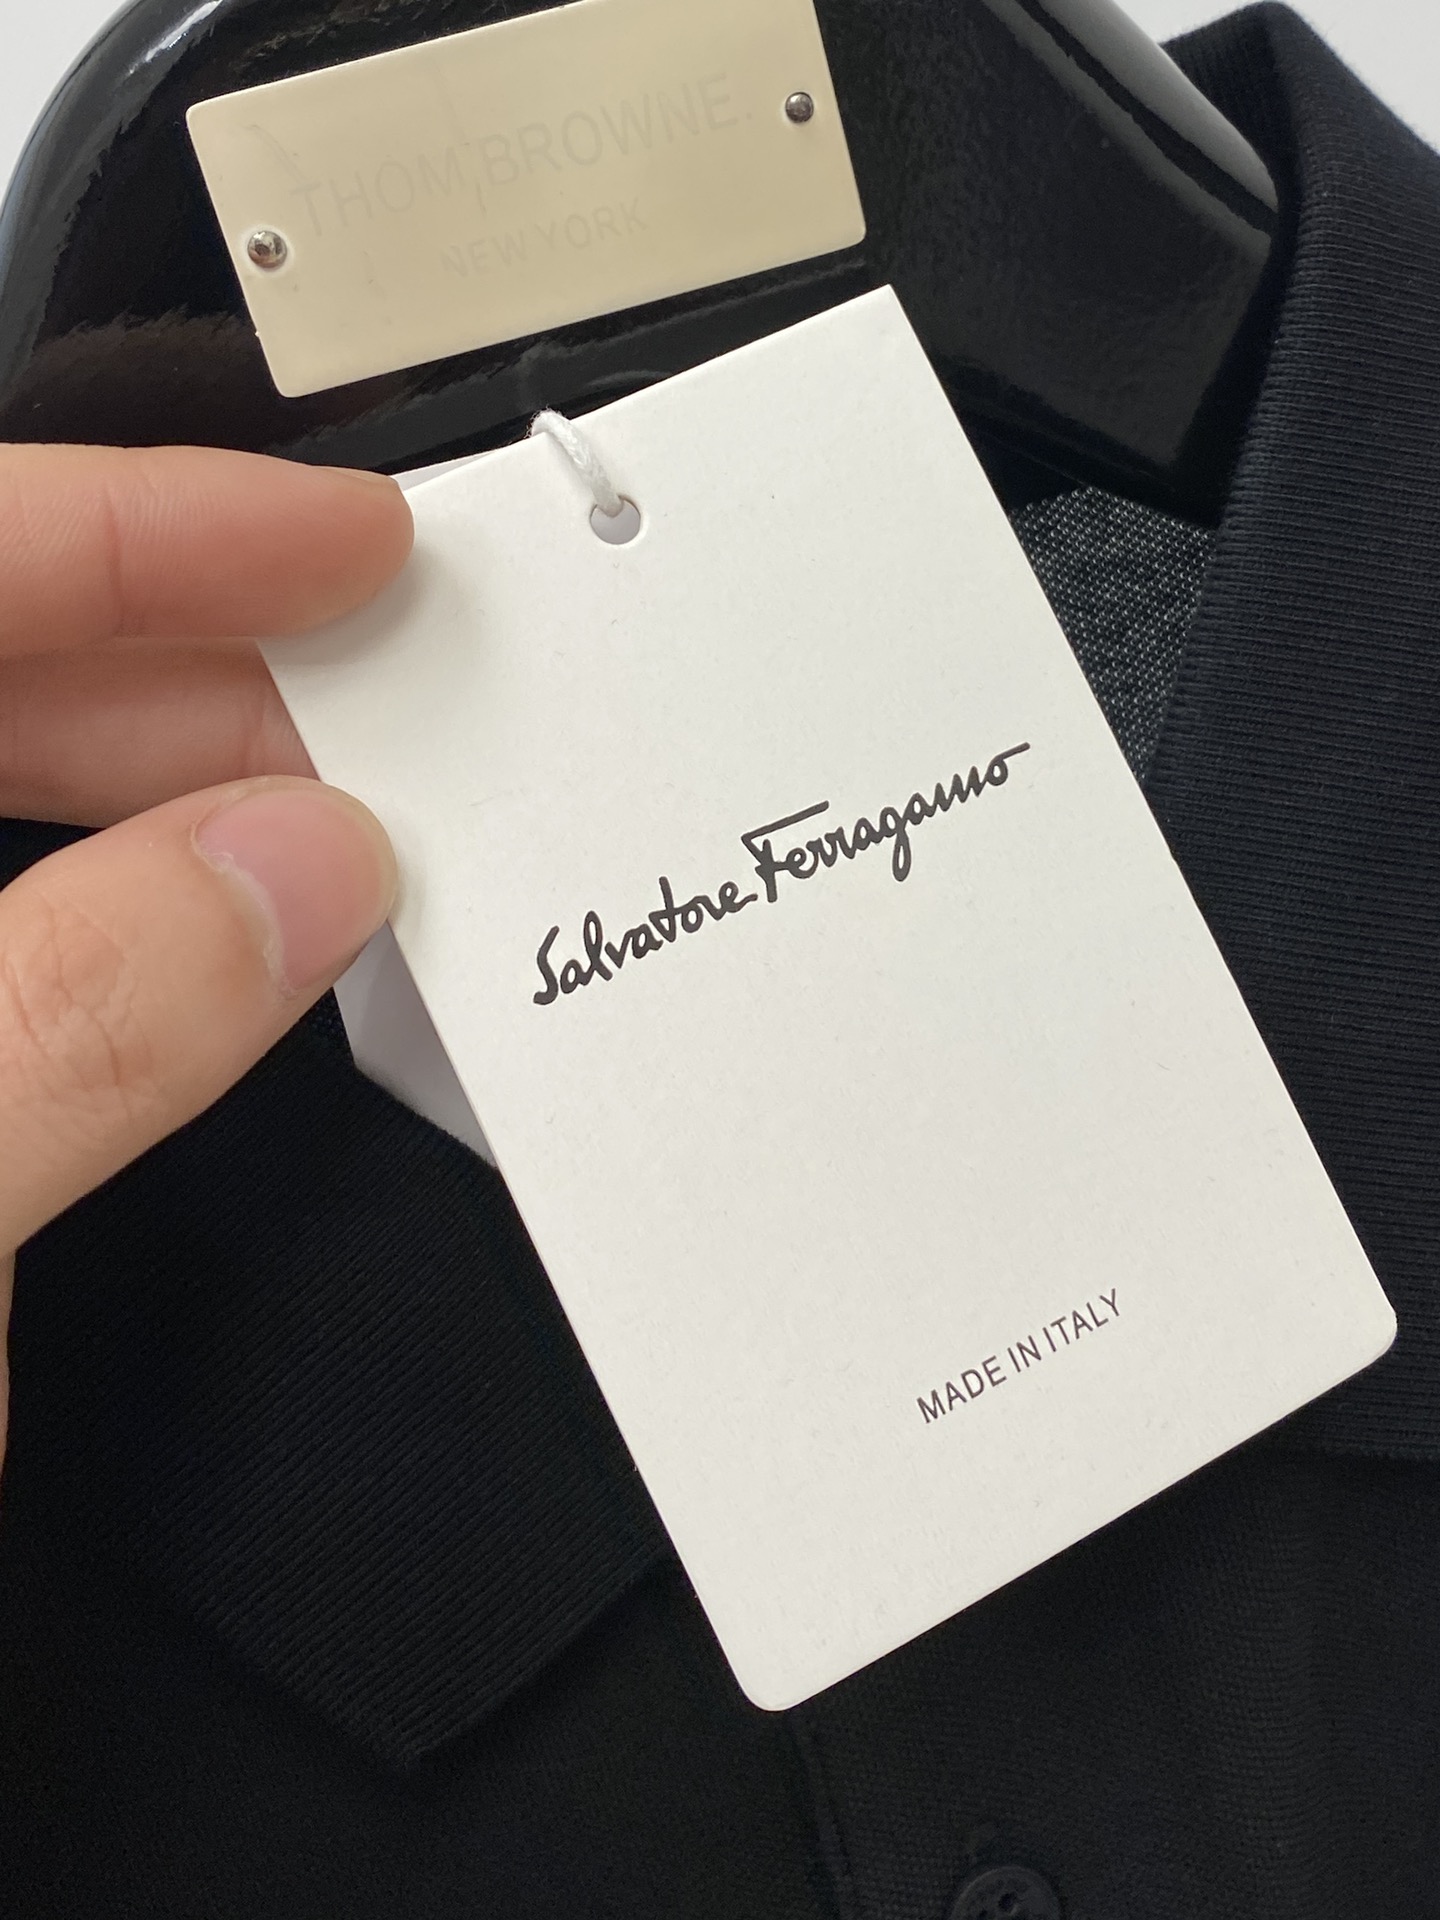 THOM BROWNE.
NEW YORK
Salvatore Ferragamo
MADE IN ITALY